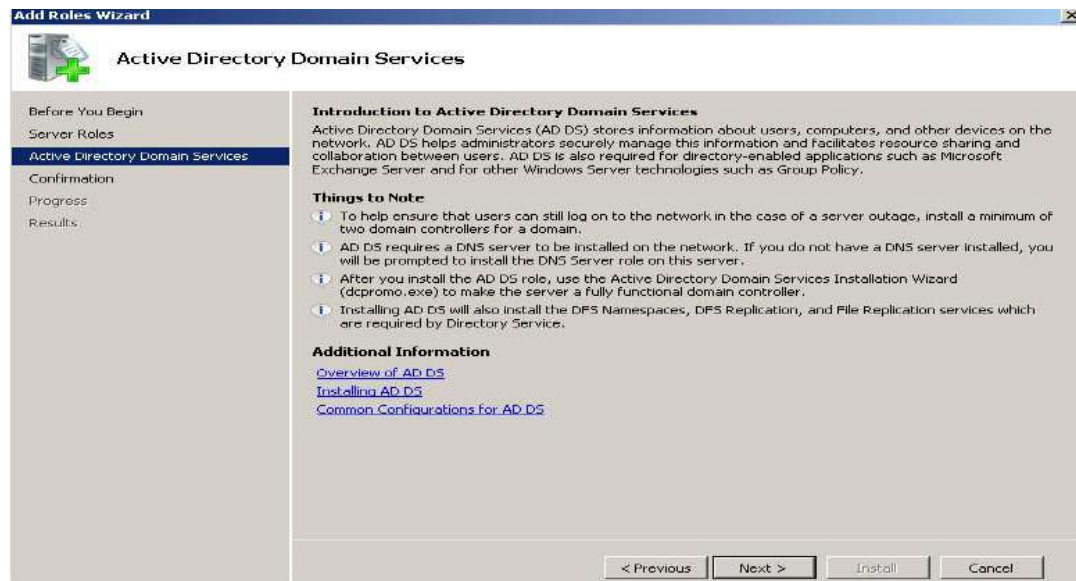 Add Roles Wizard
Active Directory Domain Services
Before You Begin
Server Roles
Active Directory Domain Services
Confirmation
Progress
Results
Introduction to Active Directory Domain Services
Active Directory Domain Services (AD DS) stores information about users, computers, and other devices on the
network. AD DS helps administrators securely manage this information and facilitates resource sharing and
collaboration between users. AD DS is also required for directory-enabled applications such as Microsoft
Exchange Server and for other Windows Server technologies such as Group Policy.
Things to Note
To help ensure that users can still log on to the network in the case of a server outage, install a minimum of
two domain controllers for a domain.
AD DS requires a DNS server to be installed on the network. If you do not have a DNS server installed, you
will be prompted to install the DNS Server role on this server.
After you install the AD DS role, use the Active Directory Domain Services Installation Wizard
(dcpromo.exe) to make the server a fully functional domain controller.
Installing AD DS will also install the DFS Namespaces, DFS Replication, and File Replication services which
are required by Directory Service.
Additional Information
Overview of AD DS
Installing AD DS
Common Configurations for AD DS
< Previous
Next >
Install
Cancel